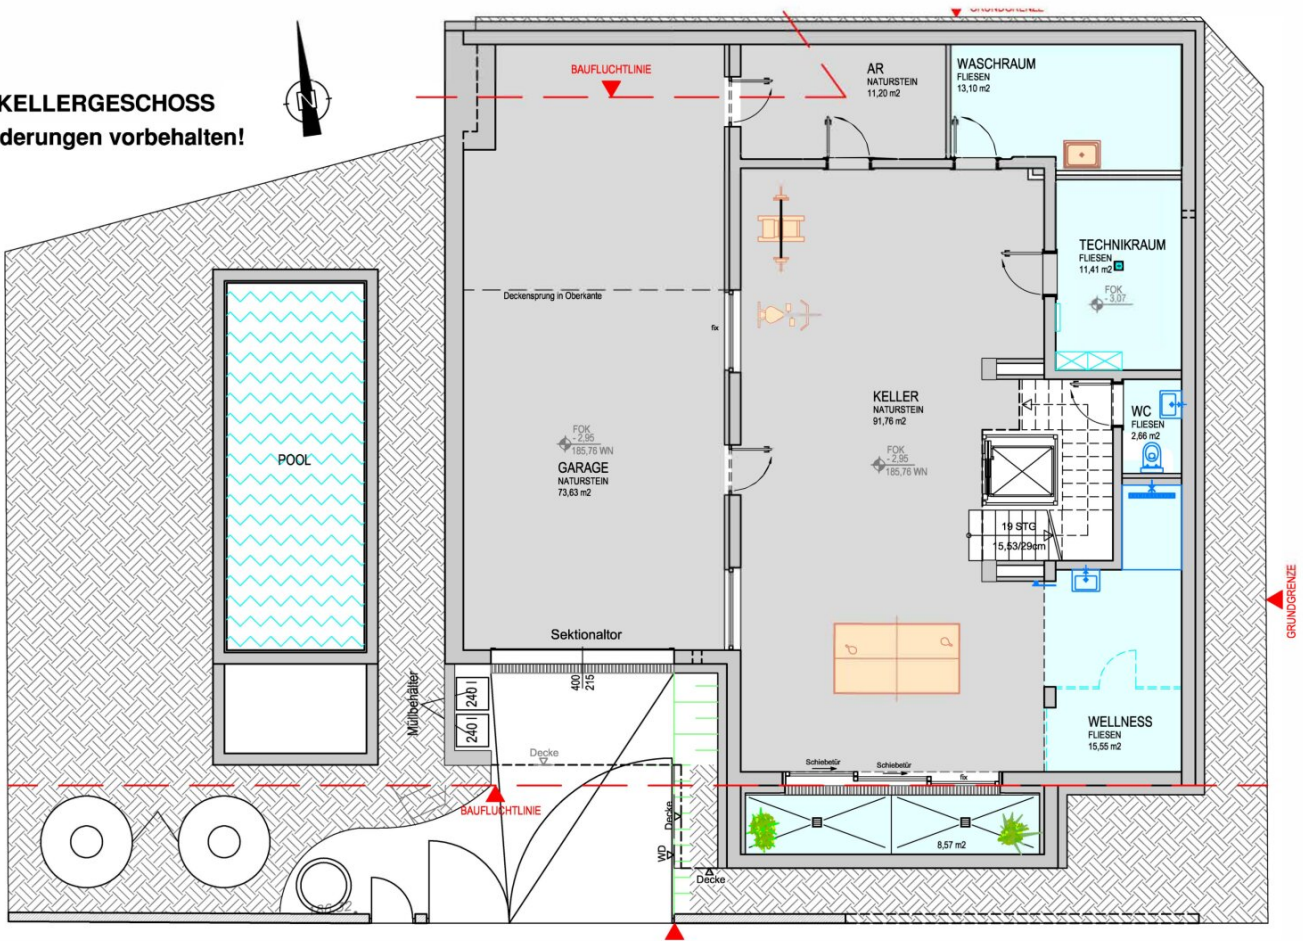 GRUNDGRENZE
KELLERGESCHOSS
derungen vorbehalten!
N
BAUFLUCHTLINIE
AR
NATURSTEIN
11,20 m2
WASCHRAUM
FLIESEN
13,10 m2
TECHNIKRAUM
FLIESEN
11,41 m2
FOK
- 3,07
Deckensprung in Oberkante
fix
KELLER
NATURSTEIN
91,76 m2
FOK
- 2,95
185,76 WN
WC
FLIESEN
2,66 m2
FOK
- 2,95
185,76 WN
GARAGE
NATURSTEIN
73,63 m2
POOL
19 STG
15,53/29cm
GRUNDGRENZE
Sektionaltor
400
215
Müllbehälter
240 l
240 l
WELLNESS
FLIESEN
15,55 m2
Decke
Schiebetür
Schiebetür
fix
BAUFLUCHTLINIE
Decke
WD
8,57 m2
Decke